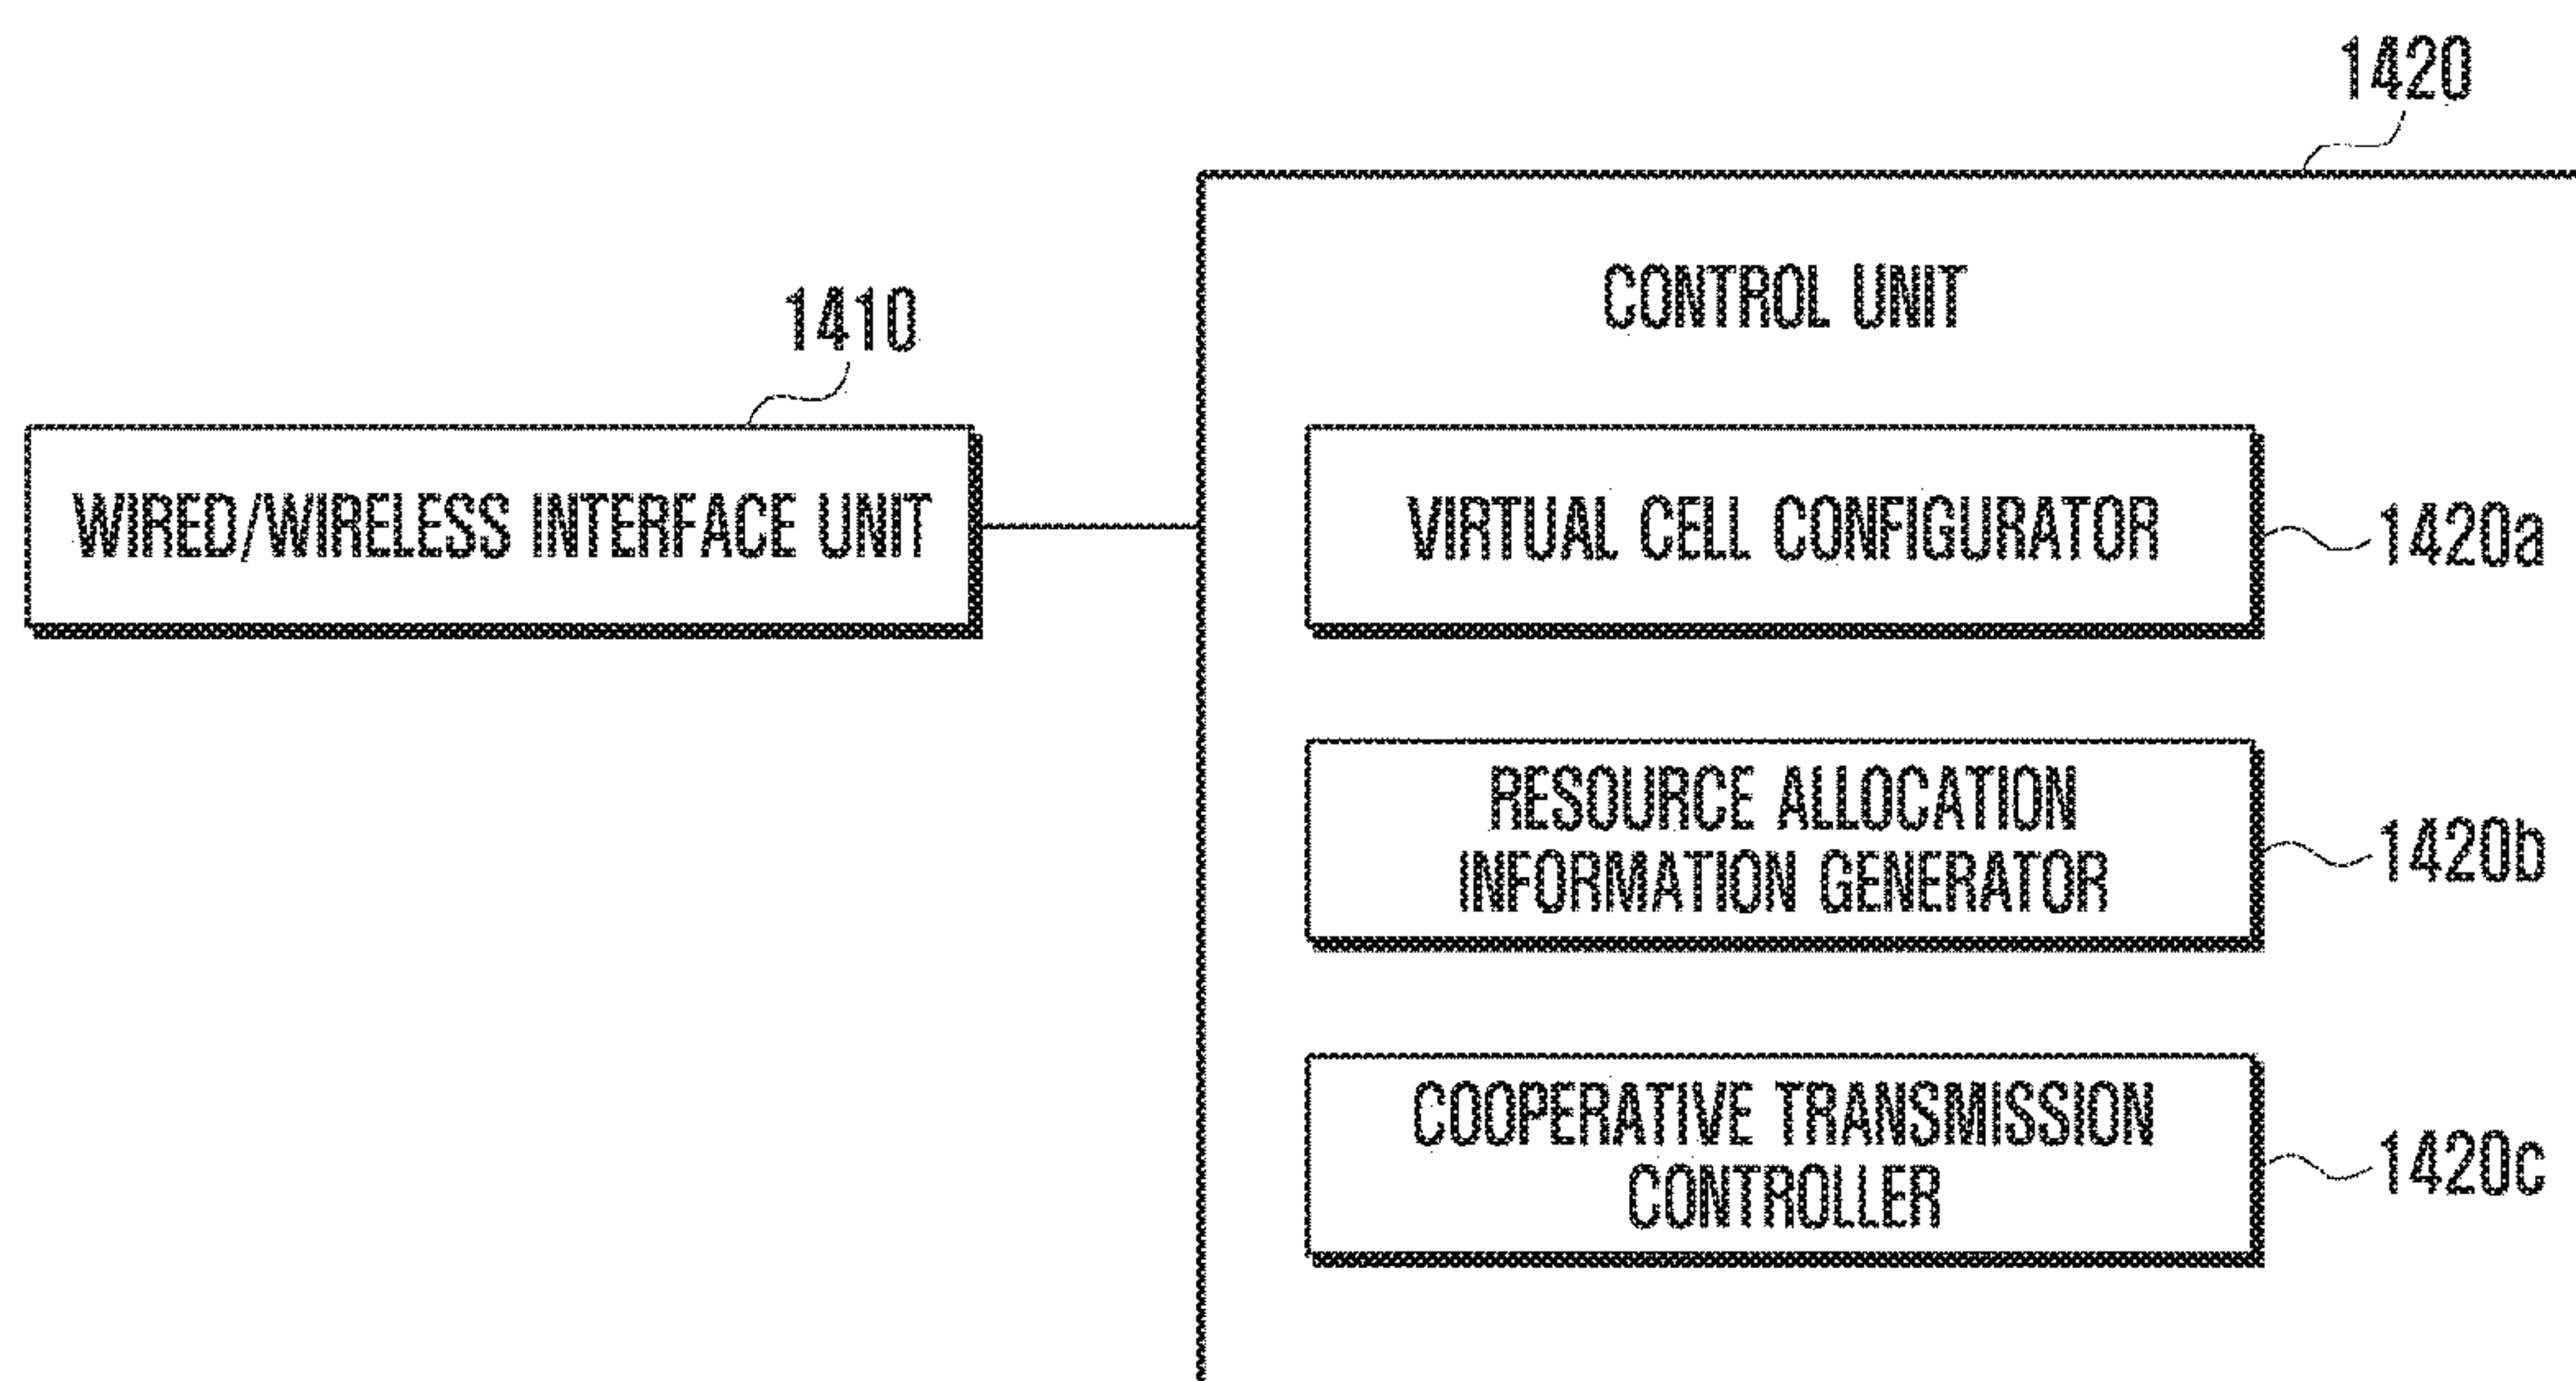 1420
CONTROL UNIT
1410
WIRED/WIRELESS INTERFACE UNIT
VIRTUAL CELL CONFIGURATOR
1420a
RESOURCE ALLOCATION
INFORMATION GENERATOR
1420b
COOPERATIVE TRANSMISSION
CONTROLLER
1420c